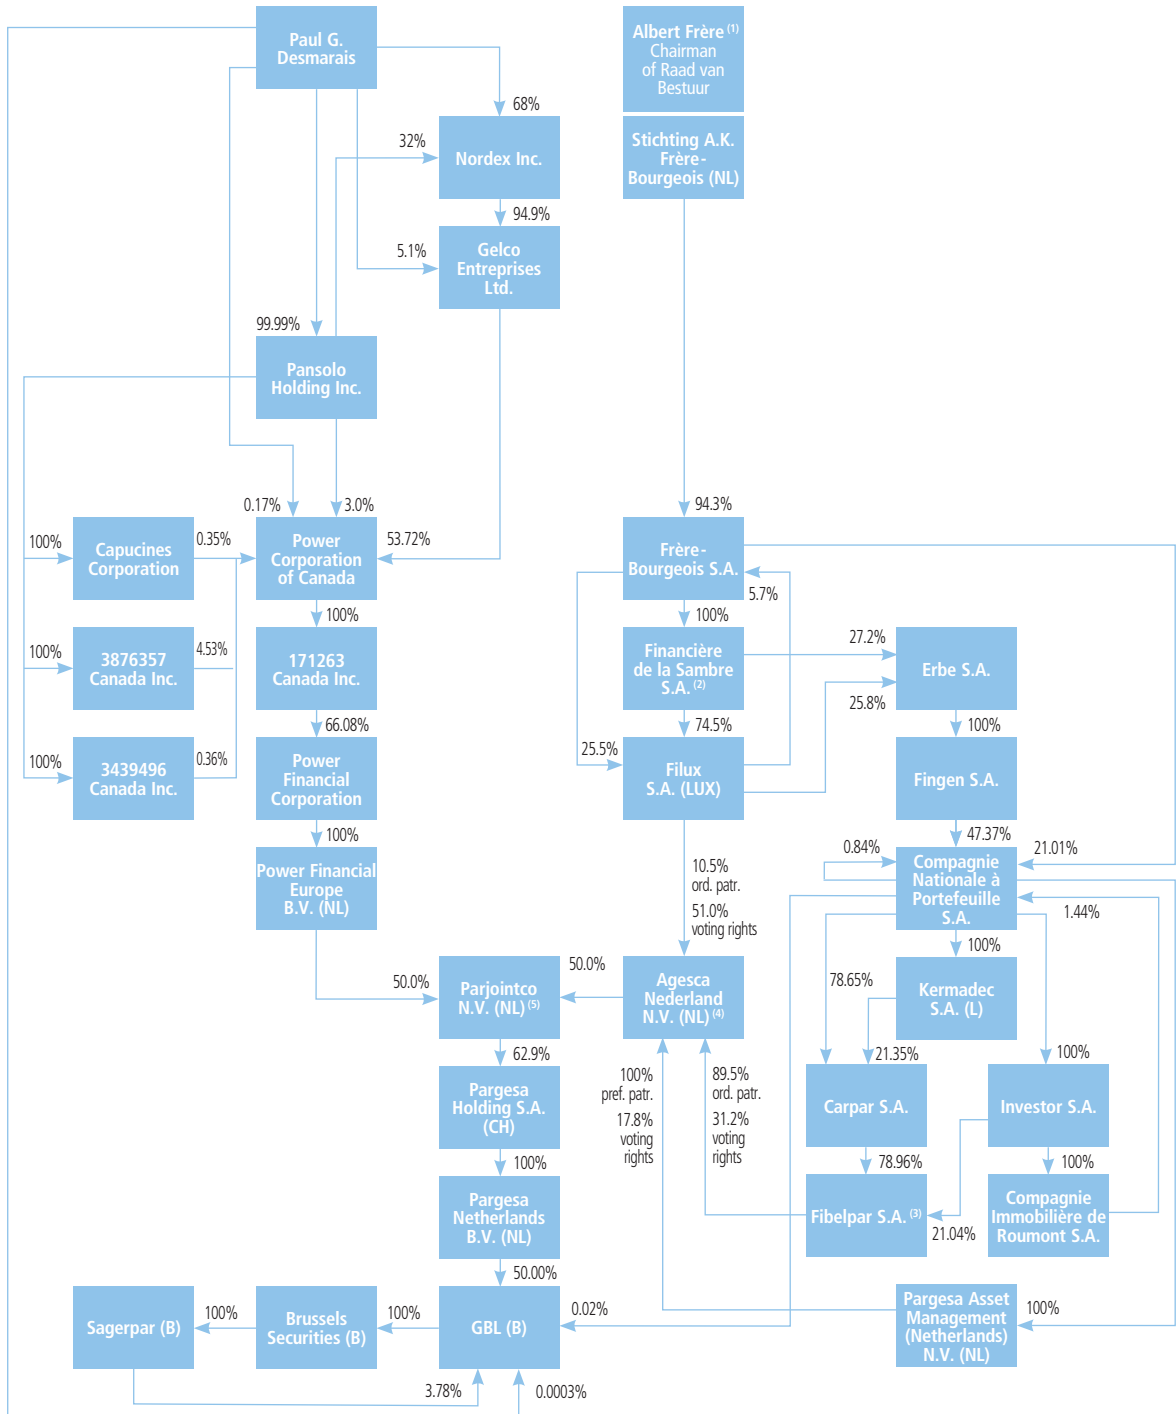 Paul G.
Desmarais
Albert Frère (1)
Chairman
of Raad van
Bestuur
68%
32%
Nordex Inc.
Stichting A.K.
Frère-
Bourgeois (NL)
94.9%
5.1%
Gelco
Entreprises
Ltd.
99.99%
Pansolo
Holding Inc.
0.17%
3.0%
94.3%
100%
Capucines
Corporation
0.35%
Power
Corporation
of Canada
53.72%
Frère-
Bourgeois S.A.
5.7%
100%
100%
100%
3876357
Canada Inc.
4.53%
171263
Canada Inc.
Financière
de la Sambre
S.A. (2)
27.2%
Erbe S.A.
25.8%
66.08%
74.5%
100%
100%
3439496
Canada Inc.
0.36%
Power
Financial
Corporation
25.5%
Filux
S.A. (LUX)
Fingen S.A.
100%
47.37%
0.84%
21.01%
Power Financial
Europe
B.V. (NL)
10.5%
ord. patr.
51.0%
voting rights
Compagnie
Nationale à
Portefeuille
S.A.
1.44%
100%
50.0%
Parjointco
N.V. (NL) (5)
50.0%
Agesca
Nederland
N.V. (NL) (4)
78.65%
Kermadec
S.A. (L)
62.9%
21.35%
100%
100%
pref. patr.
17.8%
voting
rights
89.5%
ord. patr.
31.2%
voting
rights
Pargesa
Holding S.A.
(CH)
Carpar S.A.
Investor S.A.
100%
78.96%
100%
Pargesa
Netherlands
B.V. (NL)
Fibelpar S.A. (3)
21.04%
Compagnie
Immobilière de
Roumont S.A.
50.00%
Sagerpar (B)
100%
Brussels
Securities (B)
100%
GBL (B)
0.02%
Pargesa Asset
Management
(Netherlands)
N.V. (NL)
100%
3.78%
0.0003%